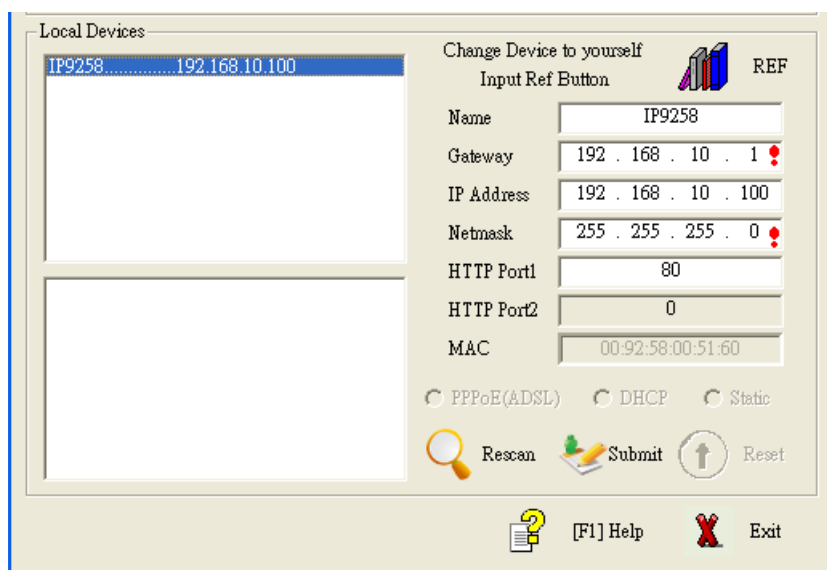 Local Devices
IP9258..............192.168.10.100
Change Device to yourself
Input Ref Button
REF
Name IP9258
Gateway 192 . 168 . 10 . 1
IP Address 192 . 168 . 10 . 100
Netmask 255 . 255 . 255 . 0
HTTP Port1 80
HTTP Port2 0
MAC 00:92:58:00:51:60
PPPoE(ADSL) DHCP Static
Rescan Submit Reset
[F1] Help Exit